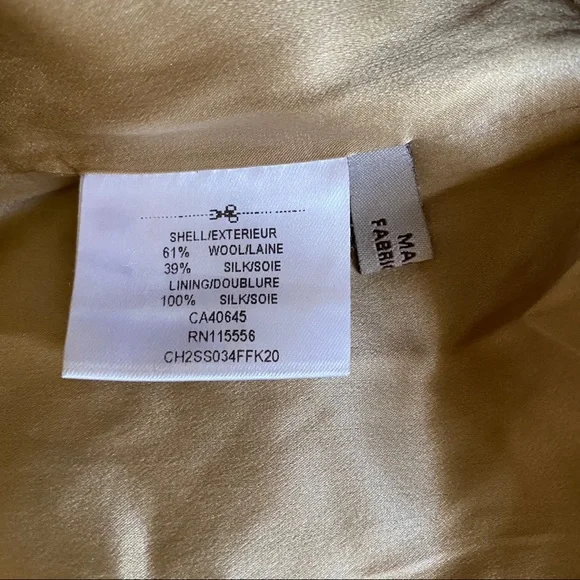 SHELL/EXTERIEUR
61% WOOL/LAINE
39% SILK/SOIE
LINING/DOUBLURE
100% SILK/SOIE
CA40645
RN115556
CH2SS034FFK20
MA
FABRI